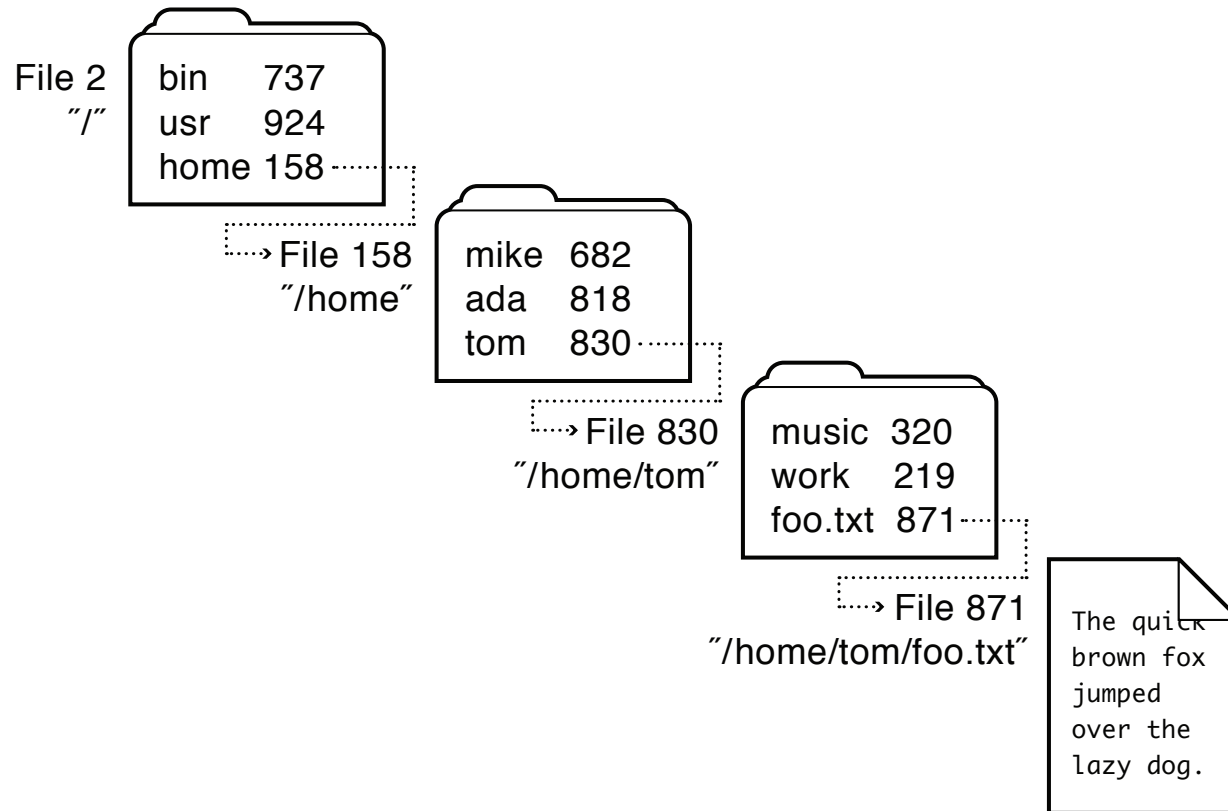 File 2
"/"
bin 737
usr 924
home 158
File 158
"/home"
mike 682
ada 818
tom 830
File 830
"/home/tom"
music 320
work 219
foo.txt 871
File 871
"/home/tom/foo.txt"
The quick
brown fox
jumped
over the
lazy dog.